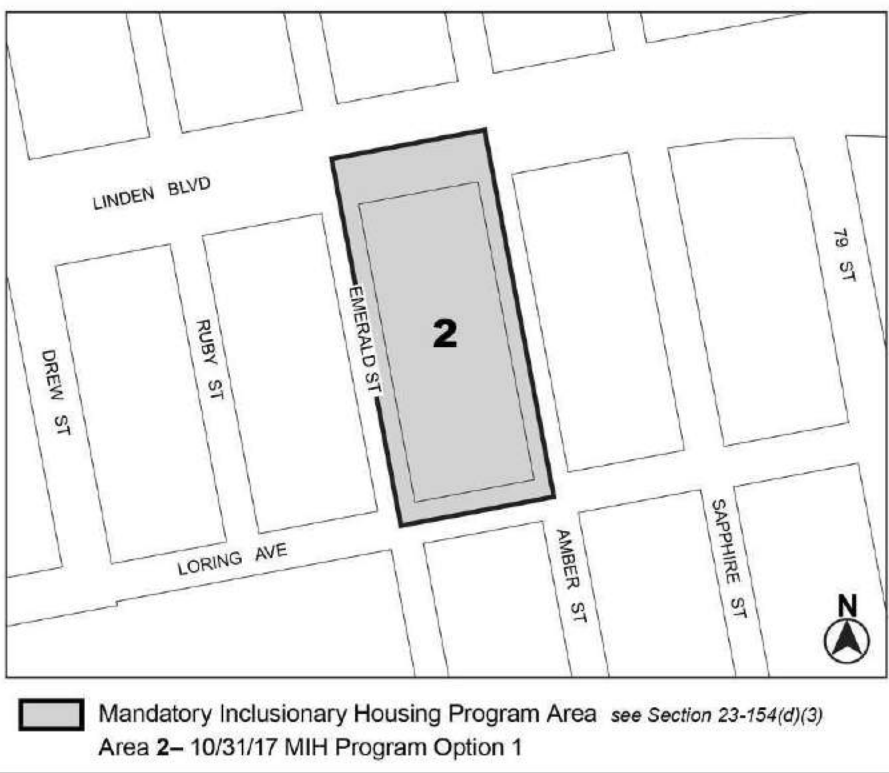 LINDEN BLVD
79 ST
EMERALD ST
2
RUBY ST
DREW ST
LORING AVE
AMBER ST
SAPPHIRE ST
N
Mandatory Inclusionary Housing Program Area see Section 23-154(d)(3)
Area 2– 10/31/17 MIH Program Option 1